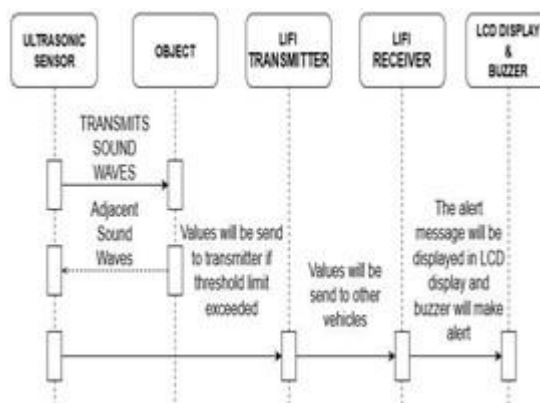 ULTRASONIC
SENSOR
OBJECT
LIFI
TRANSMITTER
LIFI
RECEIVER
LCD DISPLAY
&
BUZZER
TRANSMITS
SOUND
WAVES
Adjacent
Sound
Waves
Values will be send
to transmitter if
threshold limit
exceeded
Values will be
send to other
vehicles
The alert
message will be
displayed in LCD
display and
buzzer will make
alert